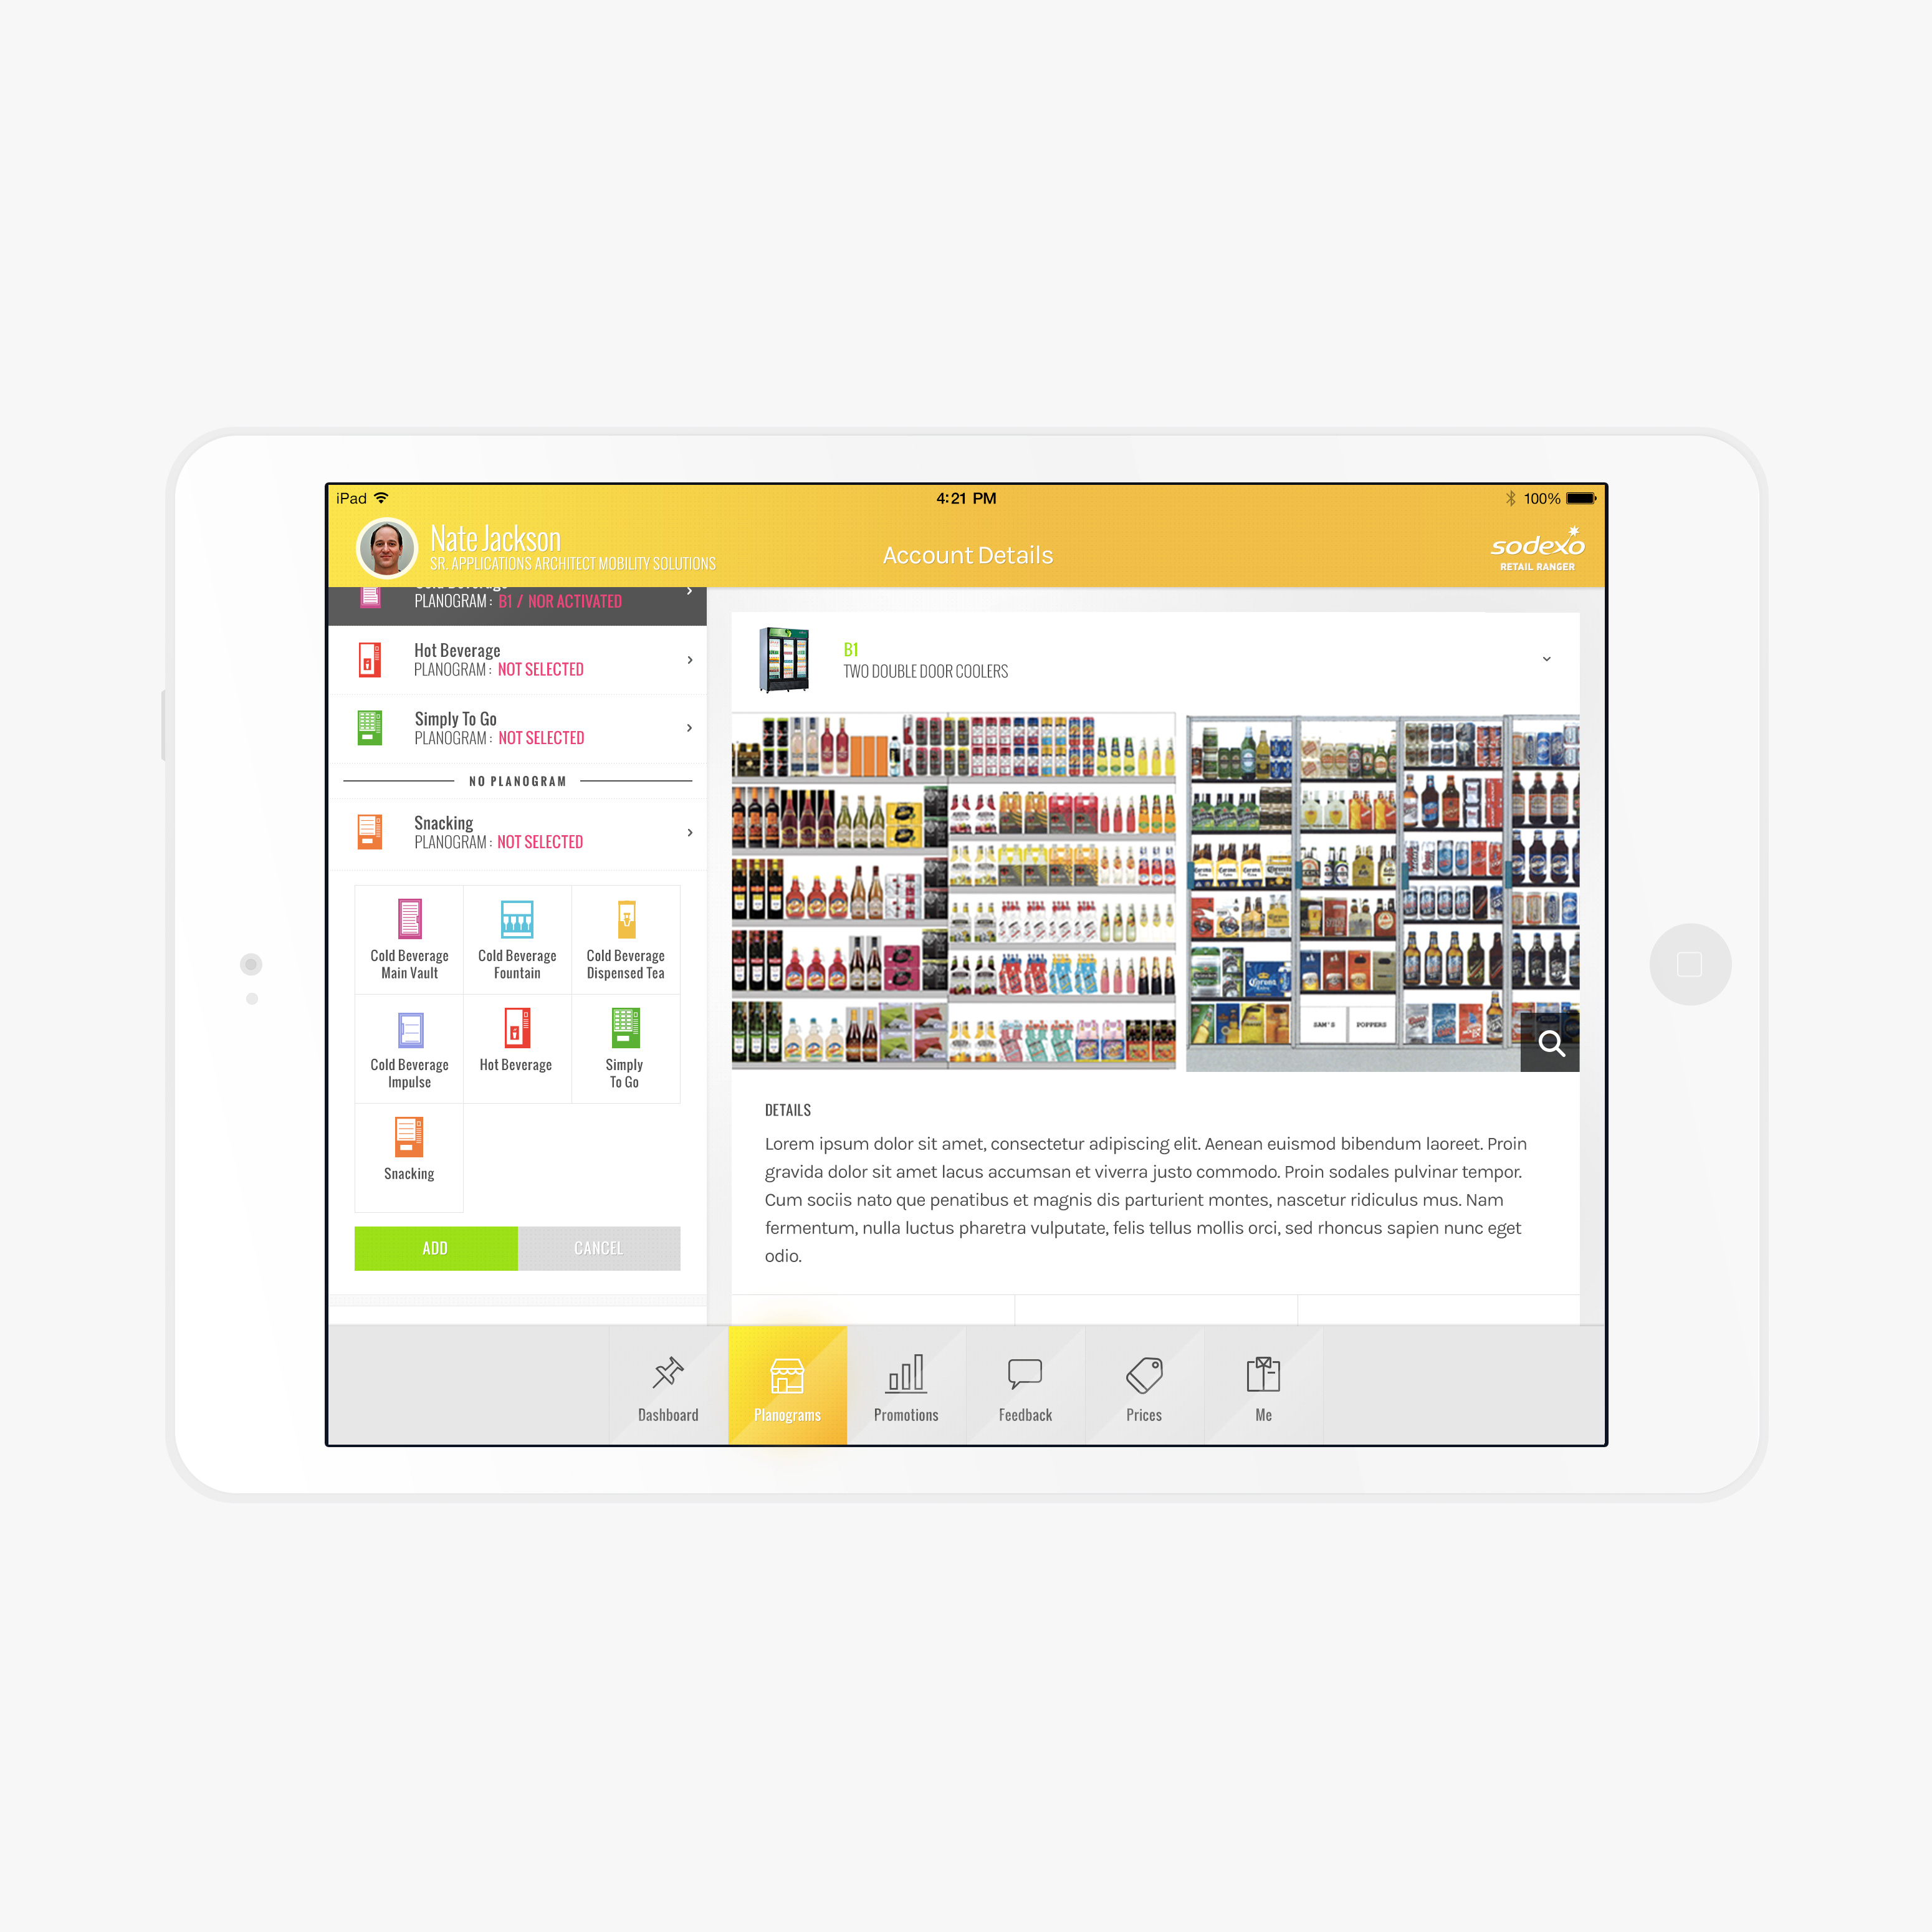 iPad
4:21 PM
100%
Nate Jackson
SR. APPLICATIONS ARCHITECT MOBILITY SOLUTIONS
Account Details
sodexo
RETAIL RANGER
PLANOGRAM : B1 / NOR ACTIVATED
Hot Beverage
PLANOGRAM : NOT SELECTED
Simply To Go
PLANOGRAM : NOT SELECTED
NO PLANOGRAM
Snacking
PLANOGRAM : NOT SELECTED
Cold Beverage
Main Vault
Cold Beverage
Fountain
Cold Beverage
Dispensed Tea
Cold Beverage
Impulse
Hot Beverage
Simply
To Go
Snacking
ADD
CANCEL
B1
TWO DOUBLE DOOR COOLERS
SAM'S
POPPERS
DETAILS
Lorem ipsum dolor sit amet, consectetur adipiscing elit. Aenean euismod bibendum laoreet. Proin
gravida dolor sit amet lacus accumsan et viverra justo commodo. Proin sodales pulvinar tempor.
Cum sociis nato que penatibus et magnis dis parturient montes, nascetur ridiculus mus. Nam
fermentum, nulla luctus pharetra vulputate, felis tellus mollis orci, sed rhoncus sapien nunc eget
odio.
Dashboard
Planograms
Promotions
Feedback
Prices
Me